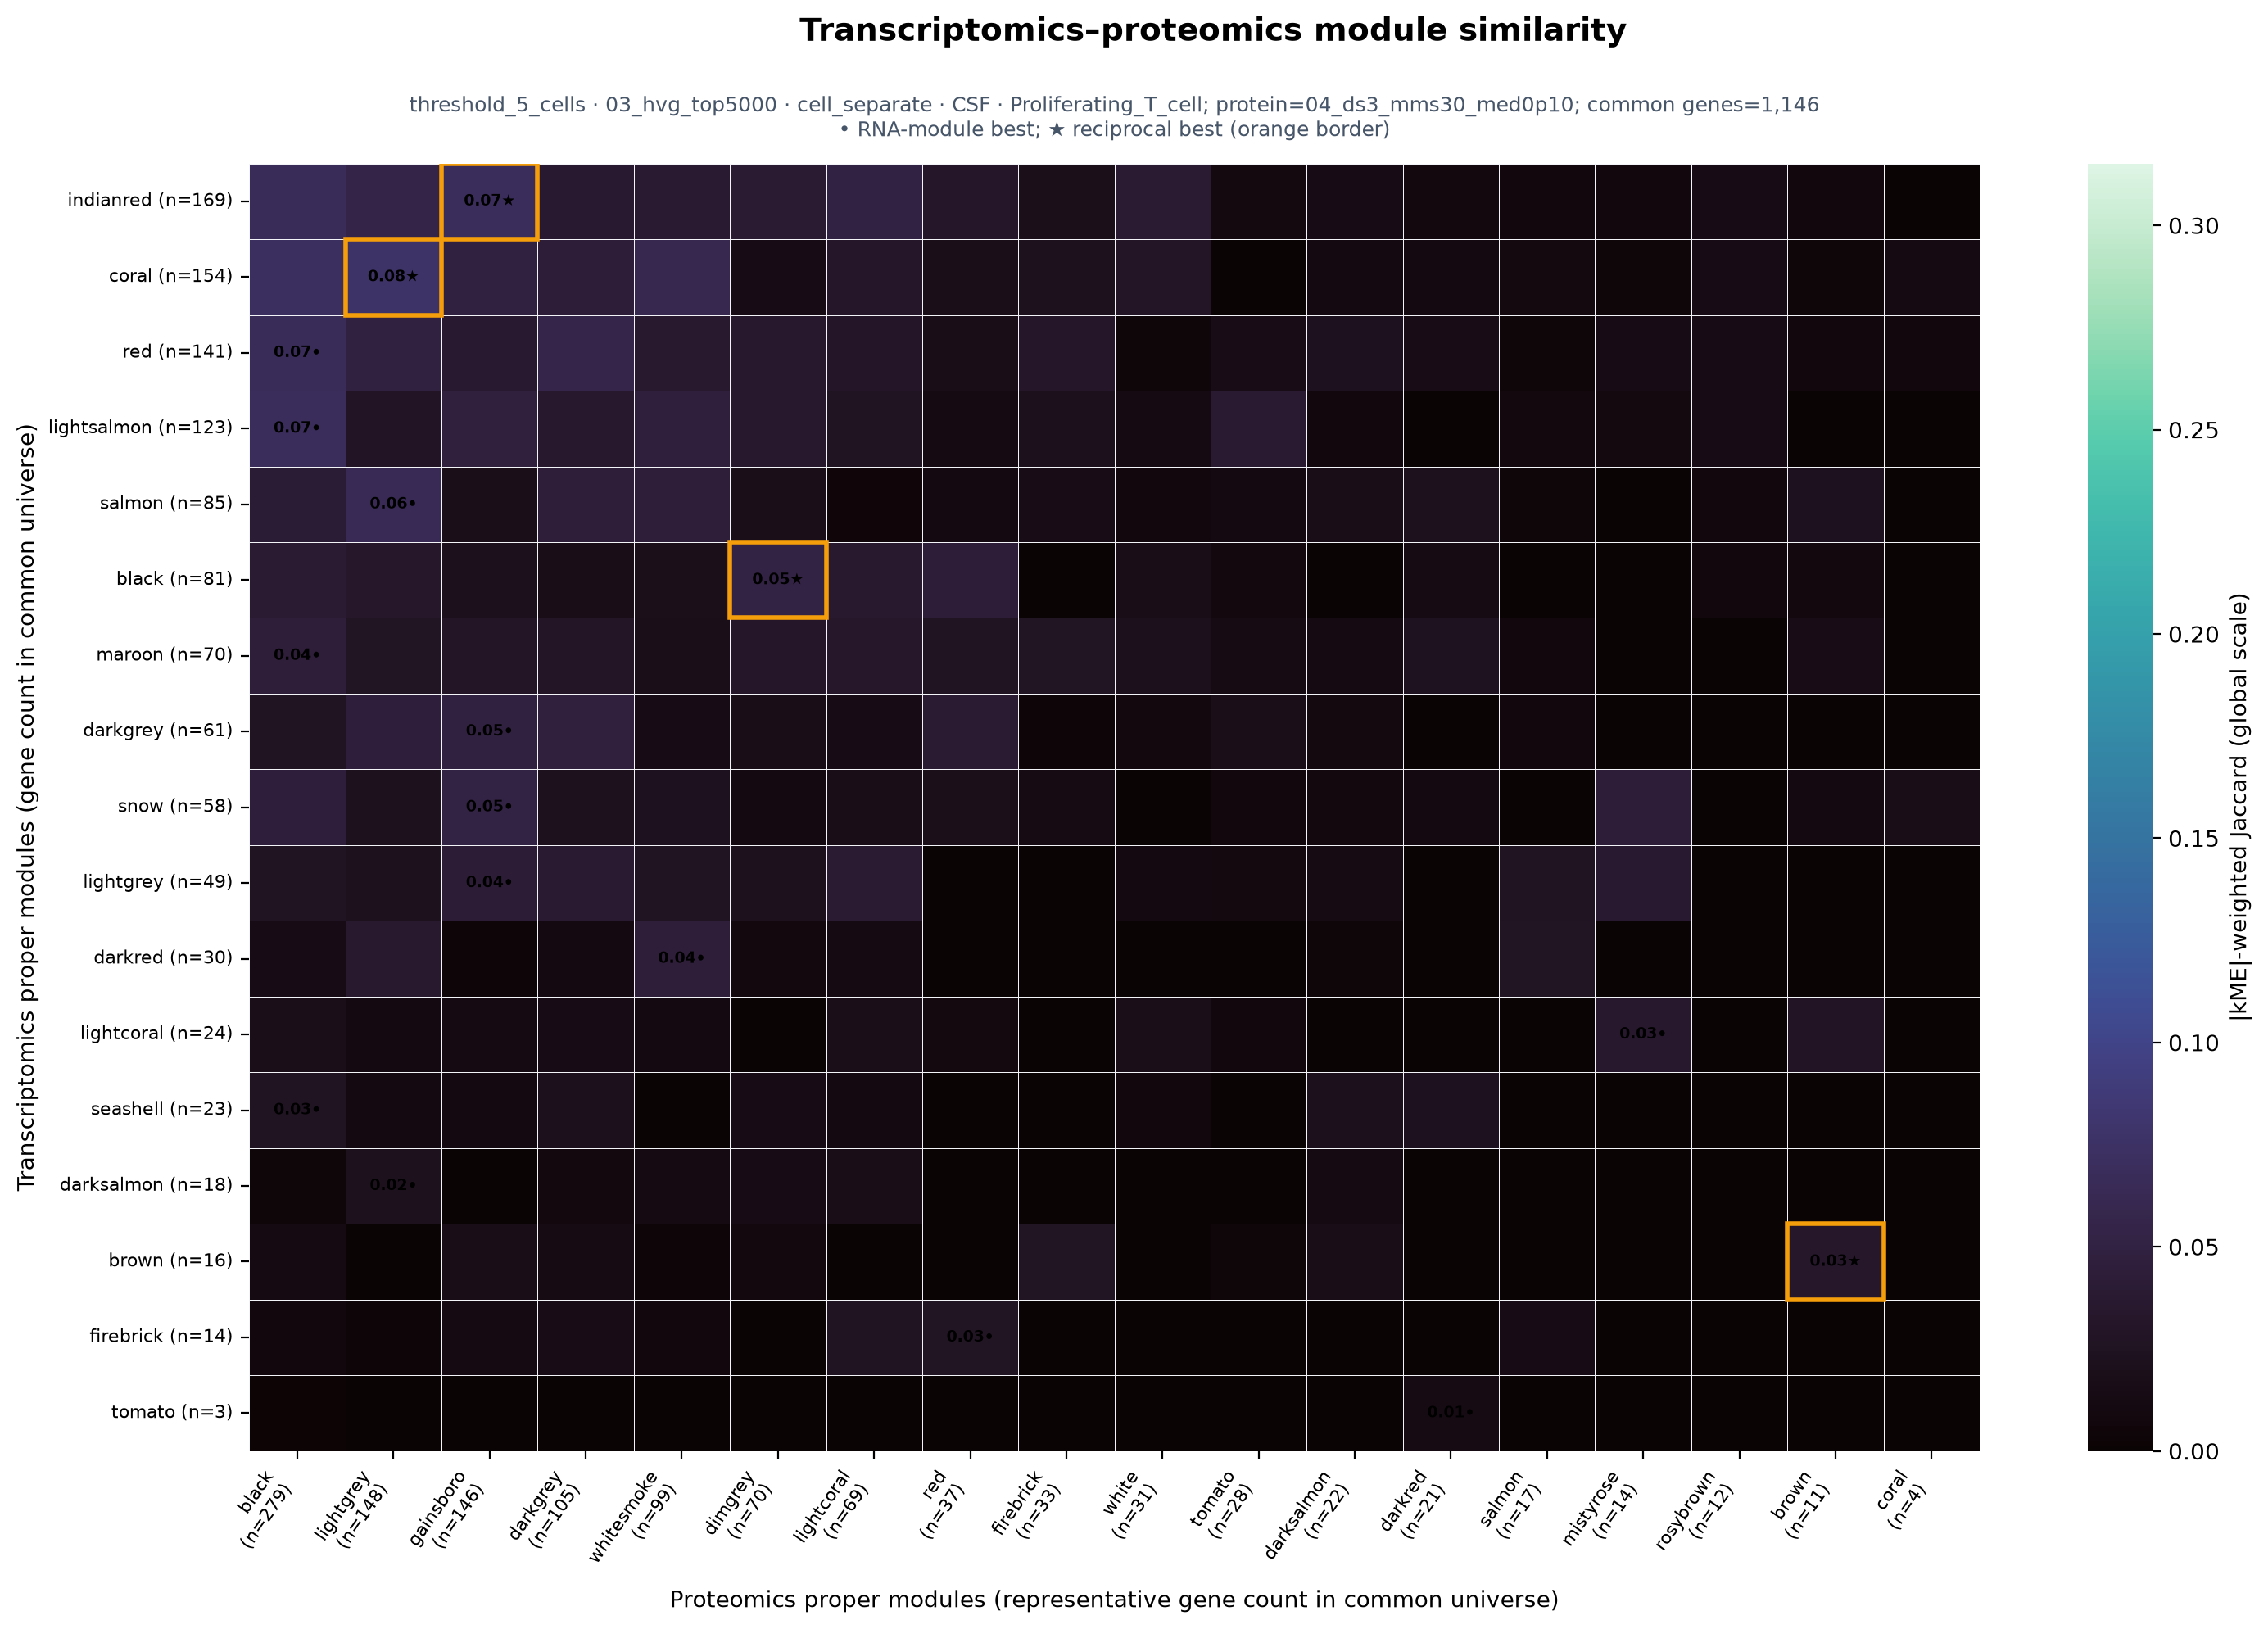 Transcriptomics–proteomics module similarity
threshold_5_cells · 03_hvg_top5000 · cell_separate · CSF · Proliferating_T_cell; protein=04_ds3_mms30_med0p10; common genes=1,146
• RNA-module best; ★ reciprocal best (orange border)
Transcriptomics proper modules (gene count in common universe)
indianred (n=169)
0.07★
coral (n=154)
0.08★
red (n=141)
0.07•
lightsalmon (n=123)
0.07•
salmon (n=85)
0.06•
black (n=81)
0.05★
maroon (n=70)
0.04•
darkgrey (n=61)
0.05•
snow (n=58)
0.05•
lightgrey (n=49)
0.04•
darkred (n=30)
0.04•
lightcoral (n=24)
0.03•
seashell (n=23)
0.03•
darksalmon (n=18)
0.02•
brown (n=16)
0.03★
firebrick (n=14)
0.03•
tomato (n=3)
0.01•
black
(n=279)
lightgrey
(n=148)
gainsboro
(n=146)
darkgrey
(n=105)
whitesmoke
(n=99)
dimgrey
(n=70)
lightcoral
(n=69)
red
(n=37)
firebrick
(n=33)
white
(n=31)
tomato
(n=28)
darksalmon
(n=22)
darkred
(n=21)
salmon
(n=17)
mistyrose
(n=14)
rosybrown
(n=12)
brown
(n=11)
coral
(n=4)
Proteomics proper modules (representative gene count in common universe)
0.30
0.25
0.20
0.15
0.10
0.05
0.00
|kME|-weighted Jaccard (global scale)